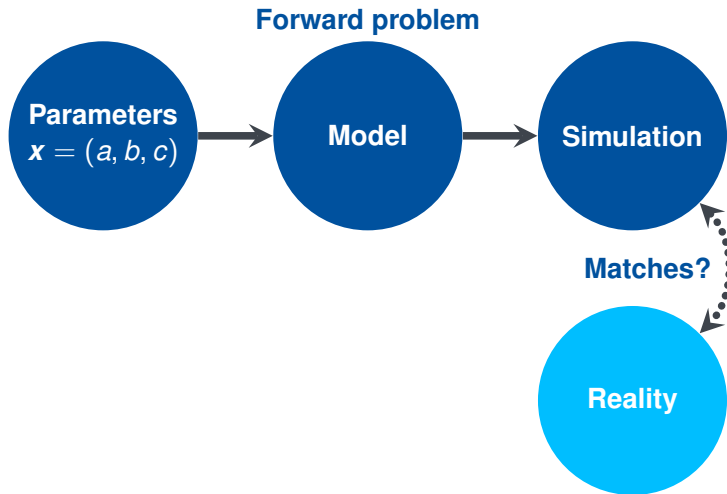 Forward problem
Parameters
x = (a, b, c)
Model
Simulation
Matches?
Reality